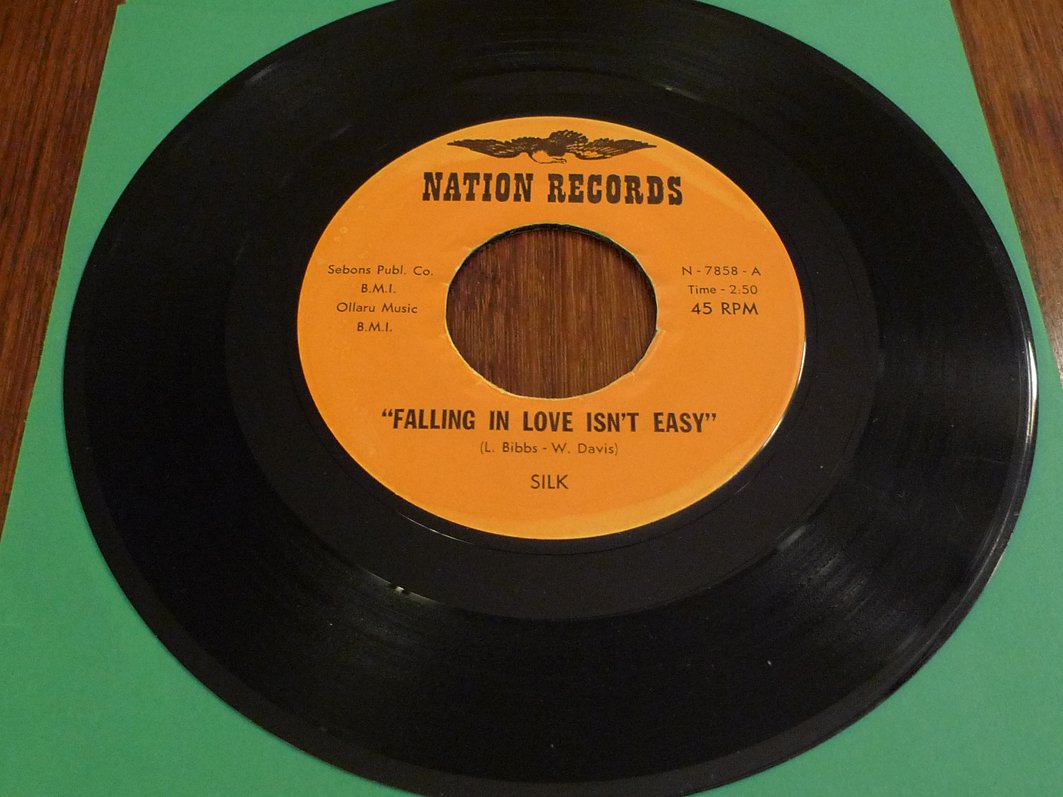 NATION RECORDS
Sebons Publ. Co.
B.M.I.
Ollaru Music
B.M.I.
N - 7858 - A
Time - 2:50
45 RPM
“FALLING IN LOVE ISN'T EASY”
(L. Bibbs - W. Davis)
SILK